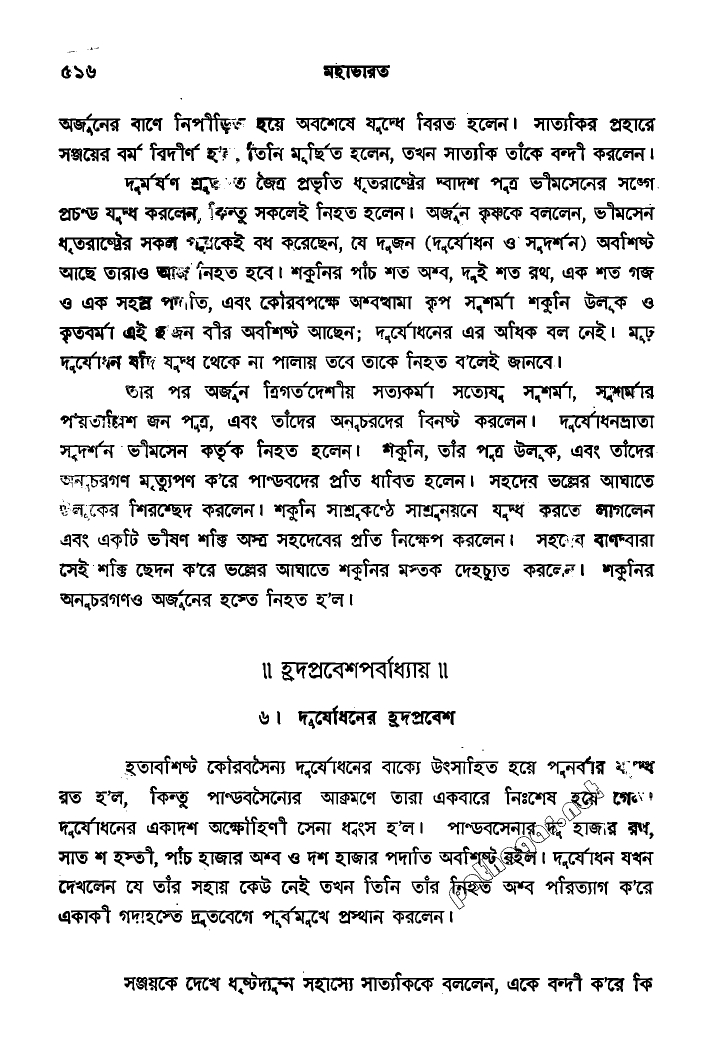 ৫১৬ মহাভারত
অর্জুনের বাণে নিপীড়িত হয়ে অবশেষে যুদ্ধে বিরত হলেন। সাত্যকির প্রহারে
সঞ্জয়ের বর্ম বিদীর্ণ হ'ল, তিনি মূর্ছিত হলেন, তখন সাত্যকি তাঁকে বন্দী করলেন।
দুর্মর্ষণ জৈত্র প্রভৃতি ধৃতরাষ্ট্রের দ্বাদশ পুত্র ভীমসেনের সঙ্গে
প্রচণ্ড যুদ্ধ করলেন, কিন্তু সকলেই নিহত হলেন। অর্জুন কৃষ্ণকে বললেন, ভীমসেন
ধৃতরাষ্ট্রের সকল পুত্রকেই বধ করেছেন, যে দুজন (দুর্যোধন ও সুদর্শন) অবশিষ্ট
আছে তারাও আজ নিহত হবে। শকুনির পাঁচ শত অশ্ব, দুই শত রথ, এক শত গজ
ও এক সহস্র পদাতি, এবং কৌরবপক্ষে অশ্বত্থামা কৃপ সুশর্মা শকুনি উলূক ও
কৃতবর্মা এই ছ জন বীর অবশিষ্ট আছেন; দুর্যোধনের এর অধিক বল নেই। মূঢ়
দুর্যোধন যদি যুদ্ধ থেকে না পালায় তবে তাকে নিহত ব'লেই জানবে।
তার পর অর্জুন ত্রিগর্তদেশীয় সত্যকর্মা সত্যেষু সুশর্মা, সুশর্মার
পঁয়তাল্লিশ জন পুত্র, এবং তাঁদের অনুচরদের বিনষ্ট করলেন। দুর্যোধনভ্রাতা
সুদর্শন ভীমসেন কর্তৃক নিহত হলেন। শকুনি, তাঁর পুত্র উলূক, এবং তাঁদের
অনুচরগণ মৃত্যুপণ ক'রে পাণ্ডবদের প্রতি ধাবিত হলেন। সহদের ভল্লের আঘাতে
উলূকের শিরশ্ছেদ করলেন। শকুনি সাশ্রুকণ্ঠে সাশ্রুনয়নে যুদ্ধ করতে লাগলেন
এবং একটি ভীষণ শক্তি অস্ত্র সহদেবের প্রতি নিক্ষেপ করলেন। সহদেব বাণদ্বারা
সেই শক্তি ছেদন ক'রে ভল্লের আঘাতে শকুনির মস্তক দেহচ্যুত করলেন। শকুনির
অনুচরগণও অর্জুনের হস্তে নিহত হ'ল।
॥ হ্রদপ্রবেশপর্বাধ্যায় ॥
৬। দুর্যোধনের হ্রদপ্রবেশ
হতাবশিষ্ট কৌরবসৈন্য দুর্যোধনের বাক্যে উৎসাহিত হয়ে পুনর্বার যুদ্ধে
রত হ'ল, কিন্তু পাণ্ডবসৈন্যের আক্রমণে তারা একবারে নিঃশেষ হয়ে গেল।
দুর্যোধনের একাদশ অক্ষৌহিণী সেনা ধ্বংস হ'ল। পাণ্ডবসেনার দু হাজার রথ,
সাত শ হস্তী, পাঁচ হাজার অশ্ব ও দশ হাজার পদাতি অবশিষ্ট রইল। দুর্যোধন যখন
দেখলেন যে তাঁর সহায় কেউ নেই তখন তিনি তাঁর নিহত অশ্ব পরিত্যাগ ক'রে
একাকী গদাহস্তে দ্রুতবেগে পূর্বমুখে প্রস্থান করলেন।
সঞ্জয়কে দেখে ধৃষ্টদ্যুম্ন সহাস্যে সাত্যকিকে বললেন, একে বন্দী ক'রে কি